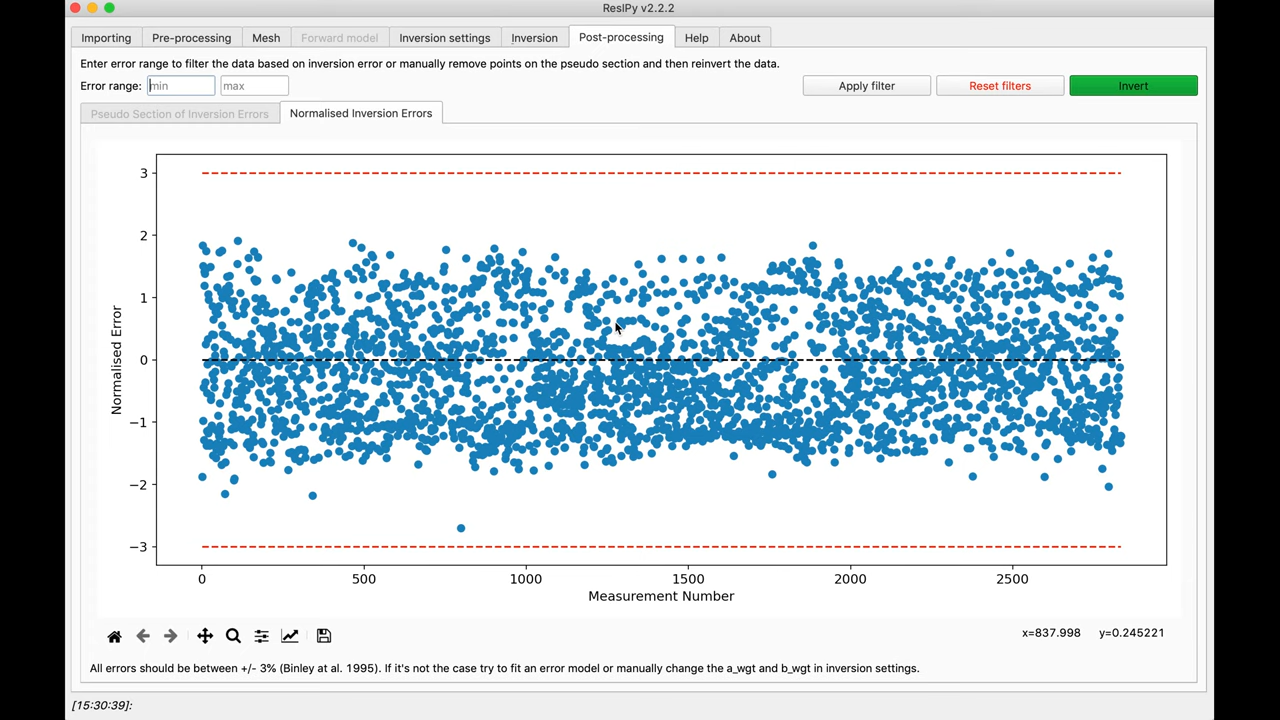 ResIPy v2.2.2
Importing Pre-processing Mesh Forward model Inversion settings Inversion Post-processing Help About
Enter error range to filter the data based on inversion error or manually remove points on the pseudo section and then reinvert the data.
Error range: min max Apply filter Reset filters Invert
Pseudo Section of Inversion Errors Normalised Inversion Errors
3
2
1
0
−1
−2
−3
Normalised Error
0 500 1000 1500 2000 2500
Measurement Number
x=837.998 y=0.245221
All errors should be between +/- 3% (Binley at al. 1995). If it's not the case try to fit an error model or manually change the a_wgt and b_wgt in inversion settings.
[15:30:39]: